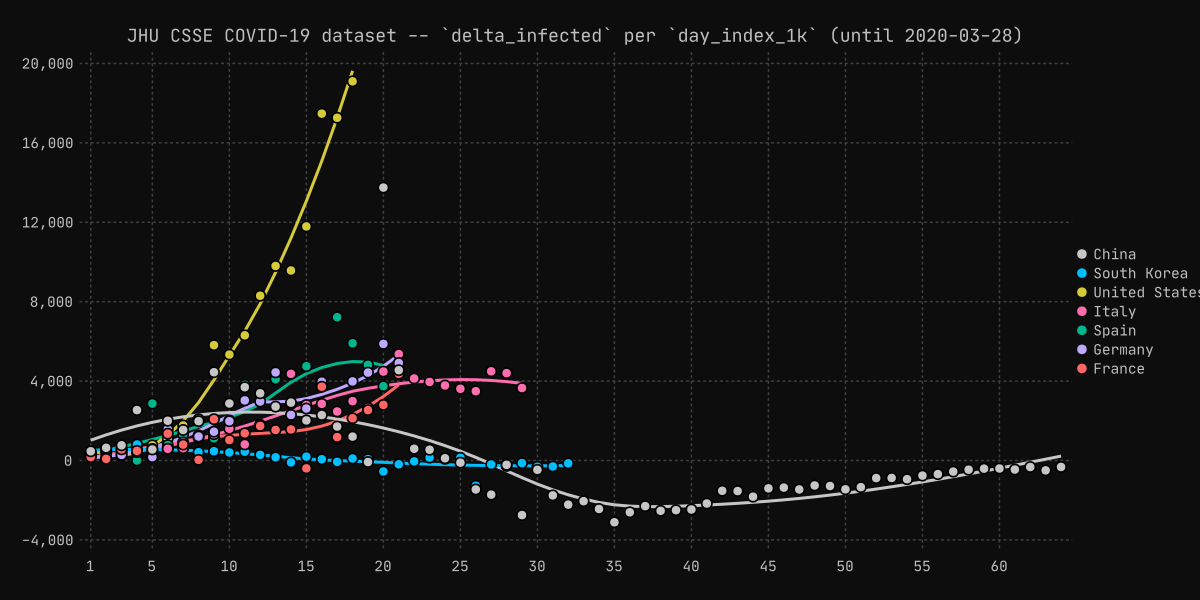 JHU CSSE COVID-19 dataset -- `delta_infected` per `day_index_1k` (until 2020-03-28)
20,000
16,000
12,000
8,000
4,000
0
−4,000
1 5 10 15 20 25 30 35 40 45 50 55 60
China
South Korea
United States
Italy
Spain
Germany
France